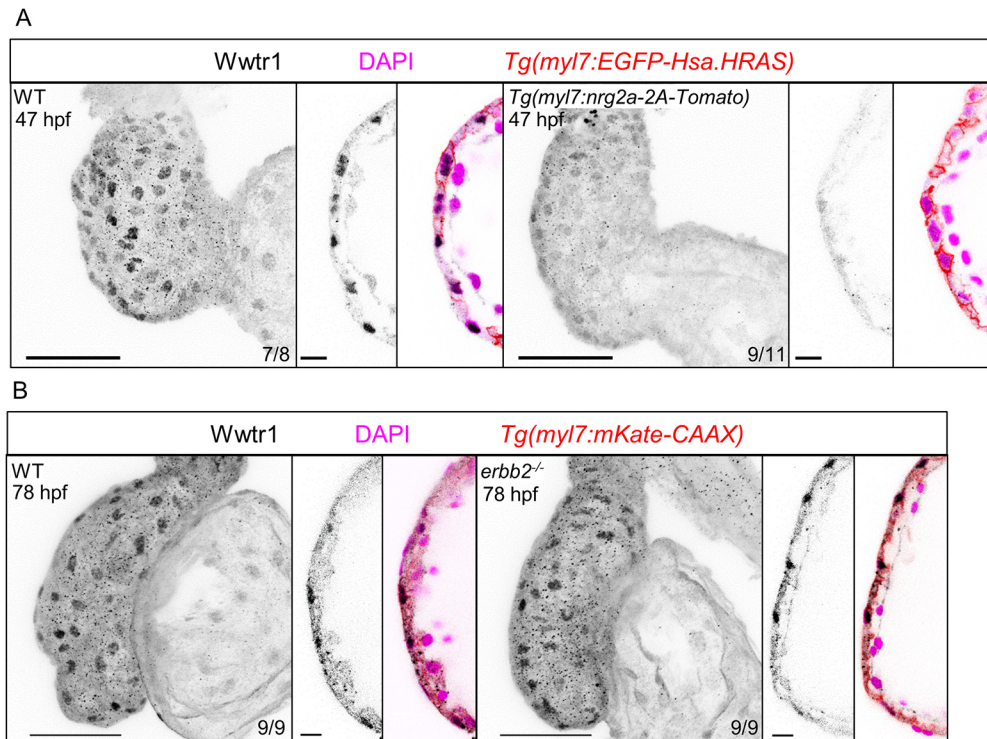 A
Wwtr1 DAPI Tg(myl7:EGFP-Hsa.HRAS)
WT
47 hpf
7/8
Tg(myl7:nrg2a-2A-Tomato)
47 hpf
9/11
B
Wwtr1 DAPI Tg(myl7:mKate-CAAX)
WT
78 hpf
9/9
erbb2-/-
78 hpf
9/9